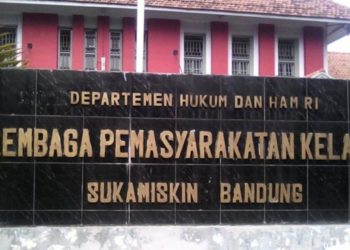 DEPARTEMEN HUKUM DAN HAM RI
EMBAGA PEMASYARAKATAN KELA
SUKAMISKIN BANDUNG